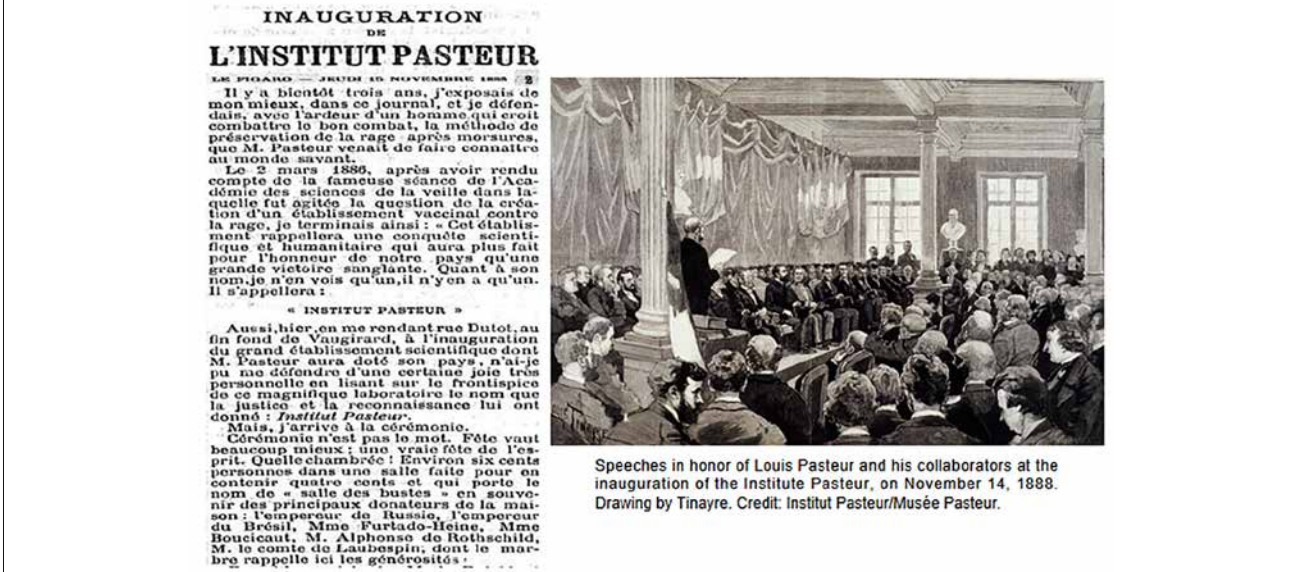 INAUGURATION
DE
L'INSTITUT PASTEUR
LE FIGARO — JEUDI 15 NOVEMBRE 1888 2
Il y a bientôt trois ans, j'exposais de
mon mieux, dans ce journal, et je défen-
dais, avec l'ardeur d'un homme qui croit
combattre le bon combat, la méthode de
préservation de la rage après morsures,
que M. Pasteur venait de faire connaître
au monde savant.
Le 2 mars 1886, après avoir rendu
compte de la fameuse séance de l'Aca-
démie des sciences de la veille dans la-
quelle fut agitée la question de la créa-
tion d'un établissement vaccinal contre
la rage, je terminais ainsi : « Cet établis-
sment rappellera une conquête scienti-
fique et humanitaire qui aura plus fait
pour l'honneur de notre pays qu'une
grande victoire sanglante. Quant à son
nom, je n'en vois qu'un, il n'y en a qu'un.
Il s'appellera :
« INSTITUT PASTEUR »
Aussi, hier, en me rendant rue Dutot, au
fin fond de Vaugirard, à l'inauguration
du grand établissement scientifique dont
M. Pasteur aura doté son pays, n'ai-je
pu me défendre d'une certaine joie très
personnelle en lisant sur le frontispice
de ce magnifique laboratoire le nom que
la justice et la reconnaissance lui ont
donné : Institut Pasteur.
Mais, j'arrive à la cérémonie.
Cérémonie n'est pas le mot. Fête vaut
beaucoup mieux ; une vraie fête de l'es-
prit. Quelle chambrée ! Environ six cents
personnes dans une salle faite pour en
contenir quatre cents et qui porte le
nom de « salle des bustes » en souve-
nir des principaux donateurs de la mai-
son : l'empereur de Russie, l'empereur
du Brésil, Mme Furtado-Heine, Mme
Boucicaut, M. Alphonse de Rothschild,
M. le comte de Laubespin, dont le mar-
bre rappelle ici les générosités.
Speeches in honor of Louis Pasteur and his collaborators at the
inauguration of the Institute Pasteur, on November 14, 1888.
Drawing by Tinayre. Credit: Institut Pasteur/Musée Pasteur.